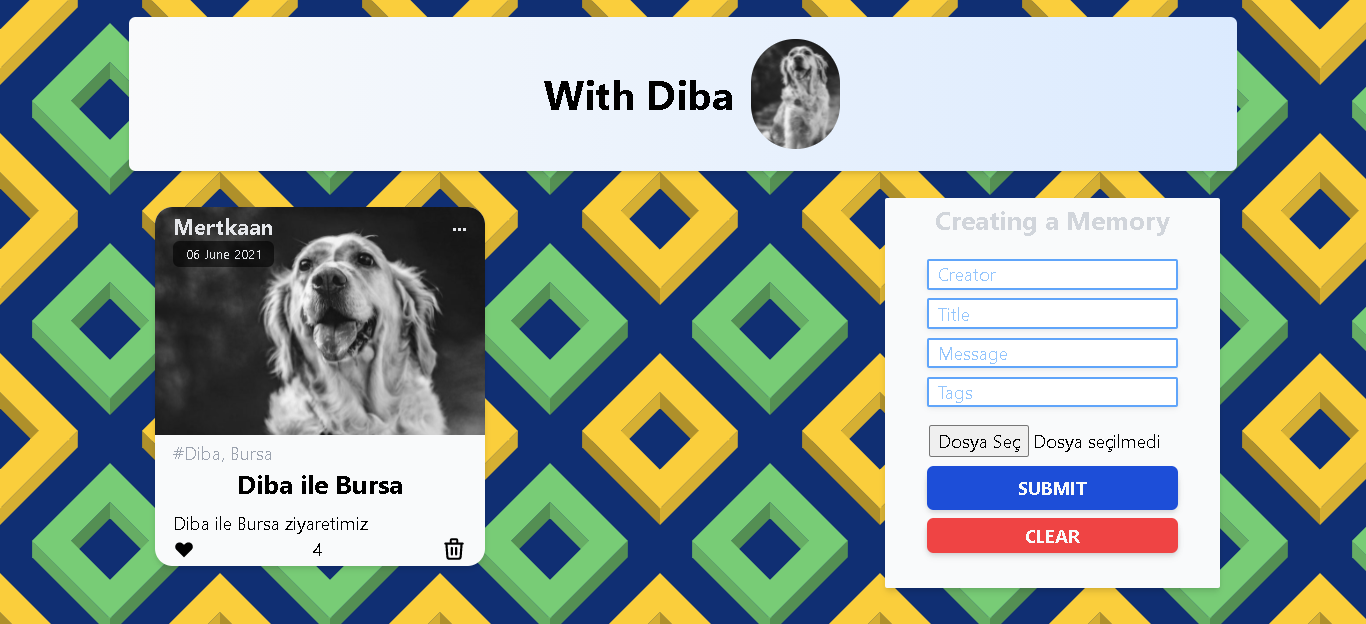 With Diba
Mertkaan
06 June 2021
#Diba, Bursa
Diba ile Bursa
Diba ile Bursa ziyaretimiz
4
Creating a Memory
Creator
Title
Message
Tags
Dosya Seç Dosya seçilmedi
SUBMIT
CLEAR